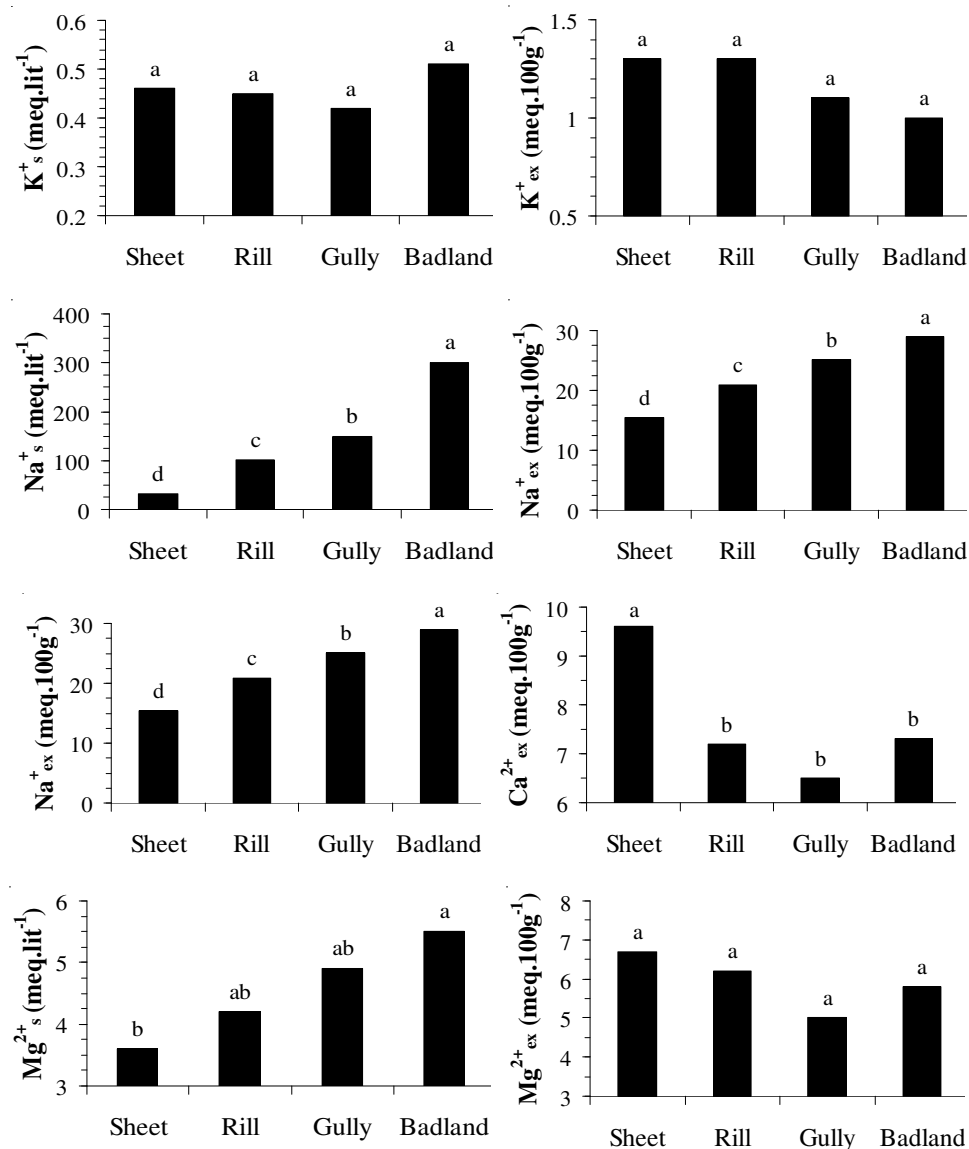 K⁺s (meq.lit⁻¹)
0.6
0.5
0.4
0.3
0.2
a a a a
Sheet Rill Gully Badland
K⁺ex (meq.100g⁻¹)
1.5
1
0.5
a a a a
Sheet Rill Gully Badland
Na⁺s (meq.lit⁻¹)
400
300
200
100
0
d c b a
Sheet Rill Gully Badland
Na⁺ex (meq.100g⁻¹)
30
20
10
0
d c b a
Sheet Rill Gully Badland
Na⁺ex (meq.100g⁻¹)
30
20
10
0
d c b a
Sheet Rill Gully Badland
Ca²⁺ex (meq.100g⁻¹)
10
9
8
7
6
a b b b
Sheet Rill Gully Badland
Mg²⁺s (meq.lit⁻¹)
6
5
4
3
b ab ab a
Sheet Rill Gully Badland
Mg²⁺ex (meq.100g⁻¹)
8
7
6
5
4
3
a a a a
Sheet Rill Gully Badland